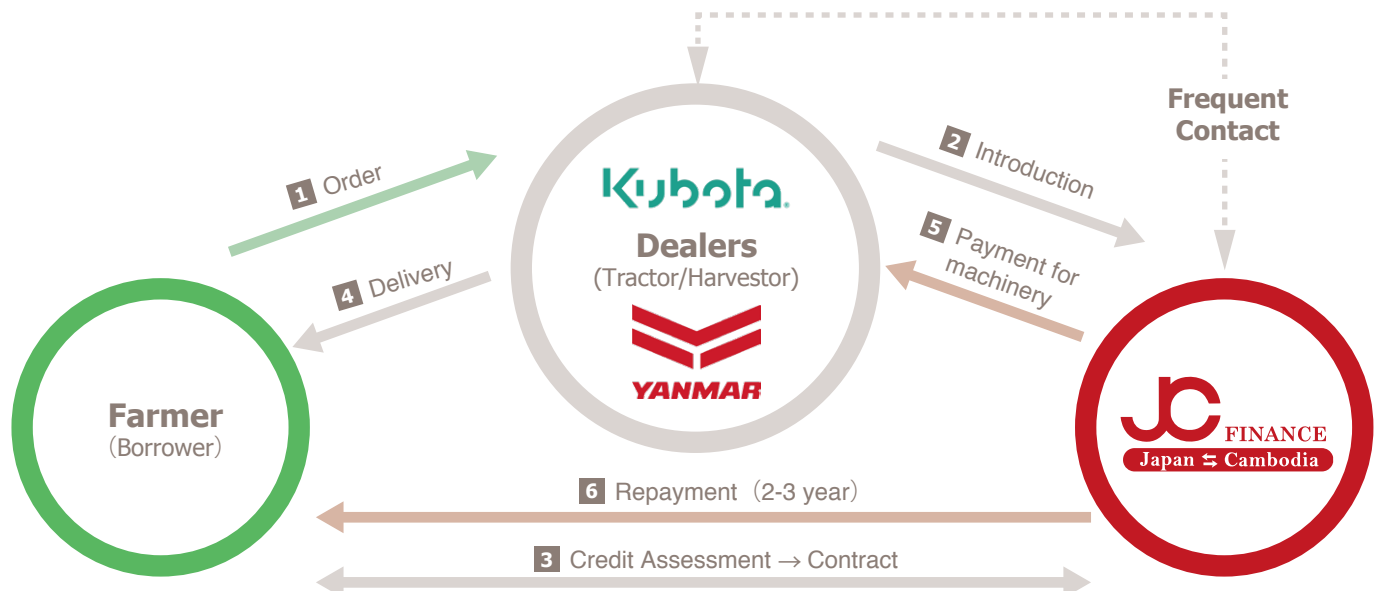 Frequent
Contact
1 Order
2 Introduction
Kubota
Dealers
(Tractor/Harvestor)
YANMAR
5 Payment for
machinery
4 Delivery
Farmer
(Borrower)
JC FINANCE
Japan ⇆ Cambodia
6 Repayment（2-3 year）
3 Credit Assessment → Contract